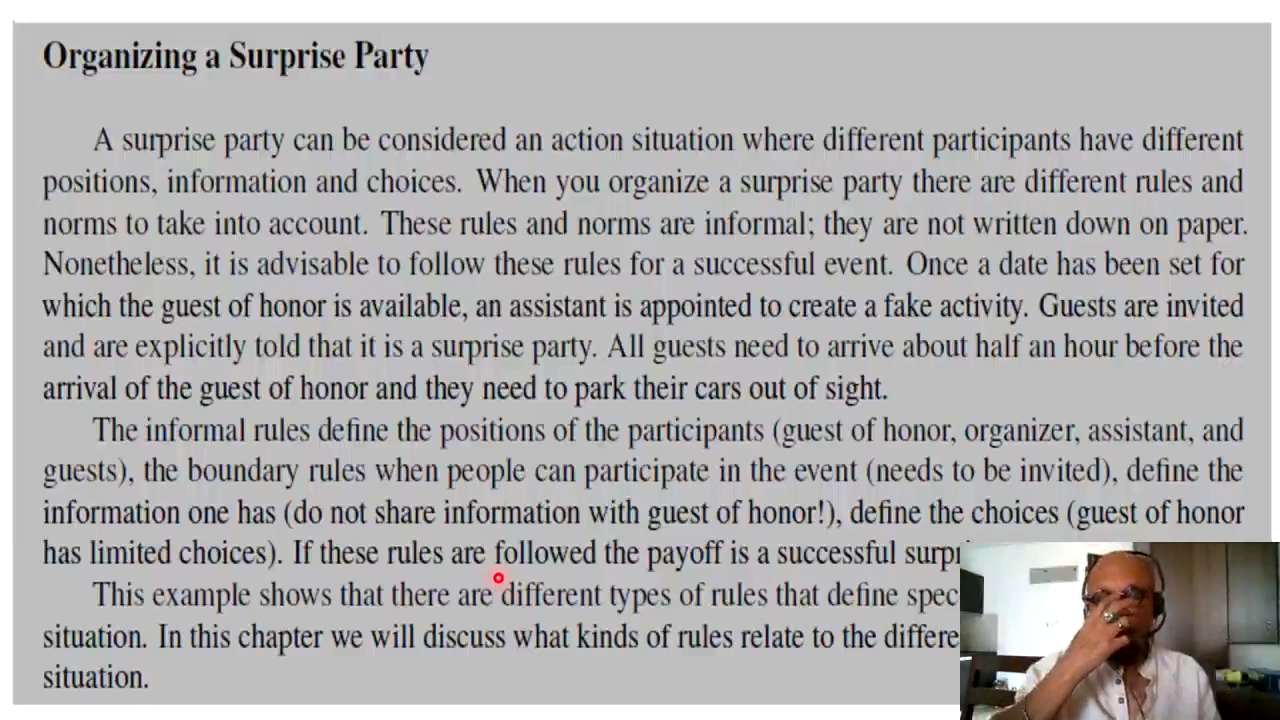 Organizing a Surprise Party
A surprise party can be considered an action situation where different participants have different
positions, information and choices. When you organize a surprise party there are different rules and
norms to take into account. These rules and norms are informal; they are not written down on paper.
Nonetheless, it is advisable to follow these rules for a successful event. Once a date has been set for
which the guest of honor is available, an assistant is appointed to create a fake activity. Guests are invited
and are explicitly told that it is a surprise party. All guests need to arrive about half an hour before the
arrival of the guest of honor and they need to park their cars out of sight.
The informal rules define the positions of the participants (guest of honor, organizer, assistant, and
guests), the boundary rules when people can participate in the event (needs to be invited), define the
information one has (do not share information with guest of honor!), define the choices (guest of honor
has limited choices). If these rules are followed the payoff is a successful
This example shows that there are different types of rules that define
situation. In this chapter we will discuss what kinds of rules relate to the
situation.